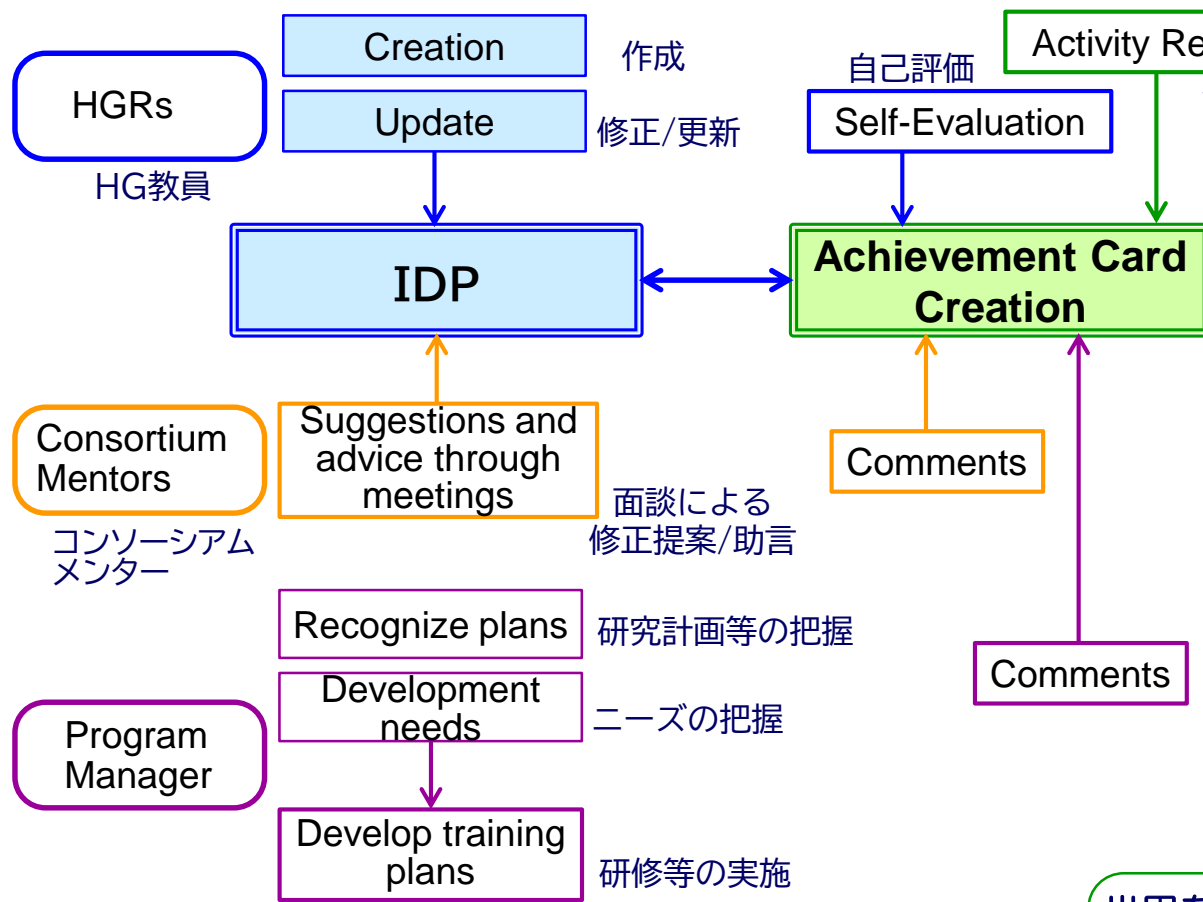 Creation
作成
Activity
自己評価
HGRs
Update
修正/更新
Self-Evaluation
HG教員
IDP
Achievement Card
Creation
Consortium
Mentors
Suggestions and
advice through
meetings
面談による
修正提案/助言
Comments
コンソーシアム
メンター
Recognize plans
研究計画等の把握
Comments
Development
needs
ニーズの把握
Program
Manager
Develop training
plans
研修等の実施